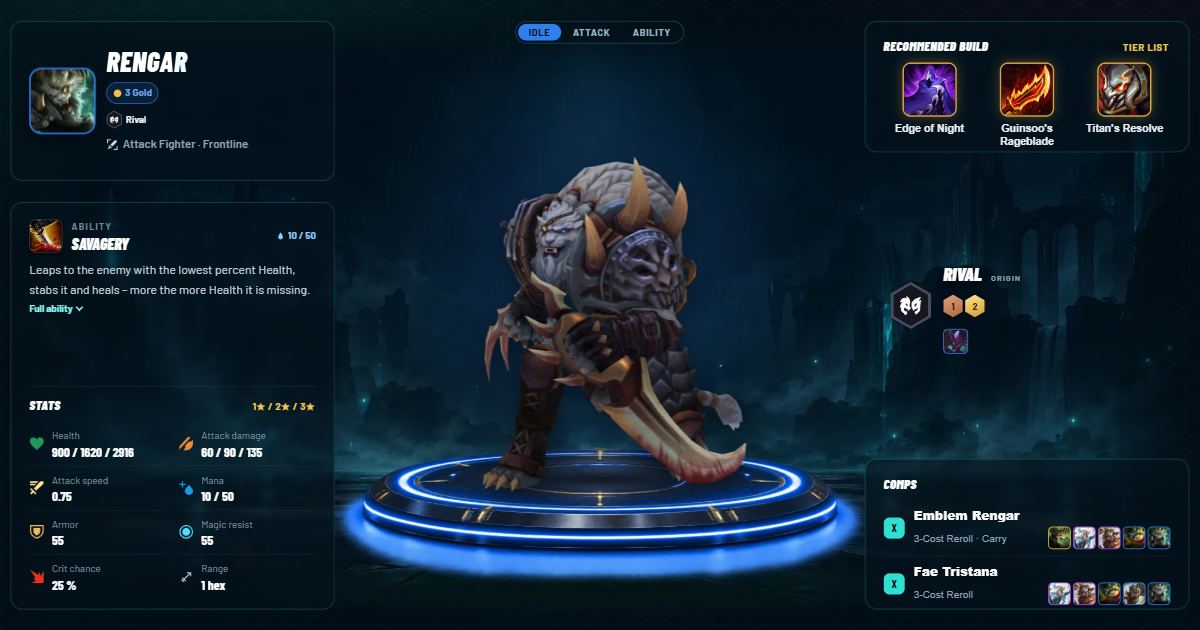 RENGAR
3 Gold
Rival
Attack Fighter · Frontline
ABILITY
SAVAGERY
10 / 50
Leaps to the enemy with the lowest percent Health,
stabs it and heals – more the more Health it is missing.
Full ability
STATS
1★ / 2★ / 3★
Health
900 / 1620 / 2916
Attack damage
60 / 90 / 135
Attack speed
0.75
Mana
10 / 50
Armor
55
Magic resist
55
Crit chance
25 %
Range
1 hex
IDLE
ATTACK
ABILITY
RECOMMENDED BUILD
TIER LIST
Edge of Night
Guinsoo's
Rageblade
Titan's Resolve
RIVAL
ORIGIN
1
2
COMPS
X
Emblem Rengar
3-Cost Reroll · Carry
X
Fae Tristana
3-Cost Reroll